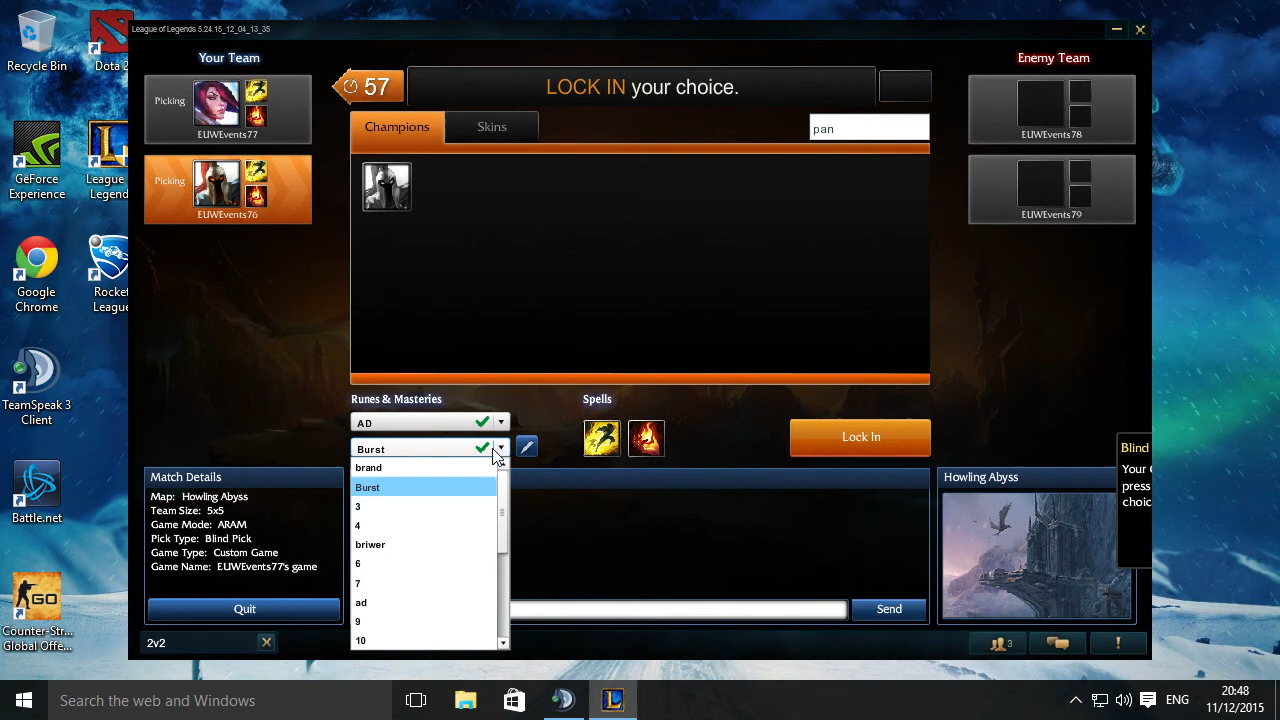 Recycle Bin
Dota 2
GeForce
Experience
League
Legend
Google
Chrome
Rocket
League
TeamSpeak 3
Client
Battle.net
GO
Counter-Str...
Global Offe...
League of Legends 5.24.15_12_04_13_35
Your Team
Picking
EUWEvents77
Picking
EUWEvents76
57
LOCK IN your choice.
Enemy Team
EUWEvents78
EUWEvents79
Champions
Skins
pan
Runes & Masteries
AD
Burst
brand
Burst
3
4
briwer
6
7
ad
9
10
Spells
Lock In
Blind
Your
press
choic
Match Details
Map: Howling Abyss
Team Size: 5x5
Game Mode: ARAM
Pick Type: Blind Pick
Game Type: Custom Game
Game Name: EUWEvents77's game
Quit
Send
Howling Abyss
2v2
3
!
Search the web and Windows
ENG
20:48
11/12/2015